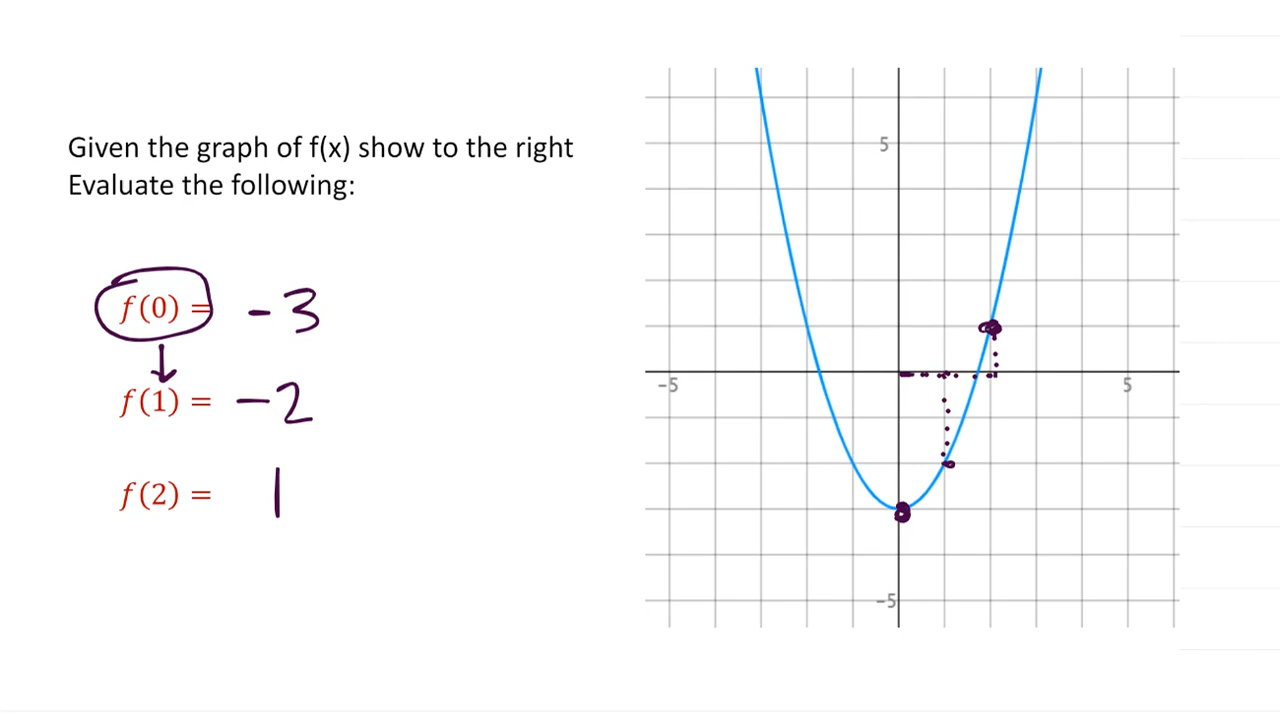 Given the graph of f(x) show to the right
Evaluate the following:
f(0) = -3
f(1) = -2
f(2) = 1
5
-5
5
-5